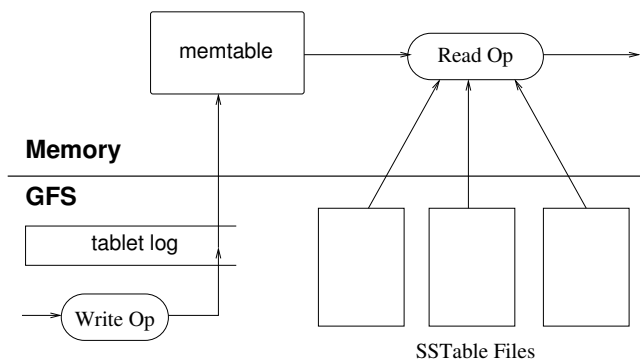 memtable
Read Op
Memory
GFS
tablet log
Write Op
SSTable Files